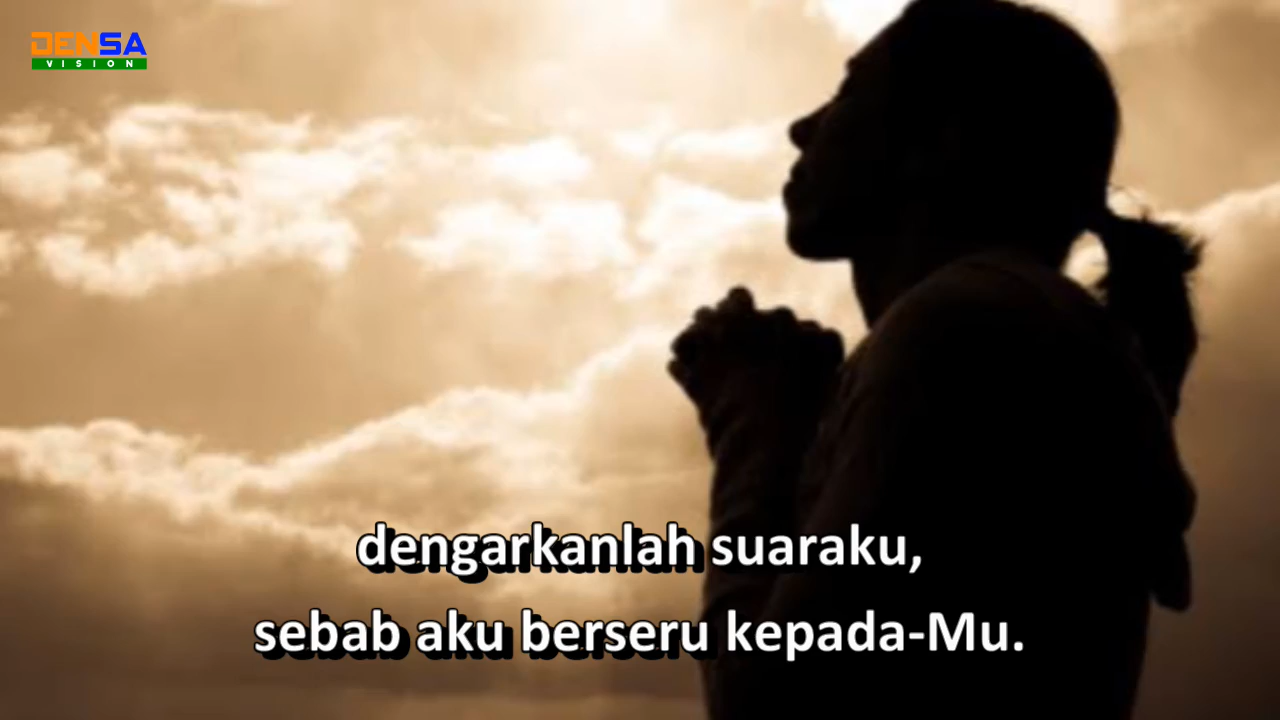 DENSA
VISION
dengarkanlah suaraku,
sebab aku berseru kepada-Mu.